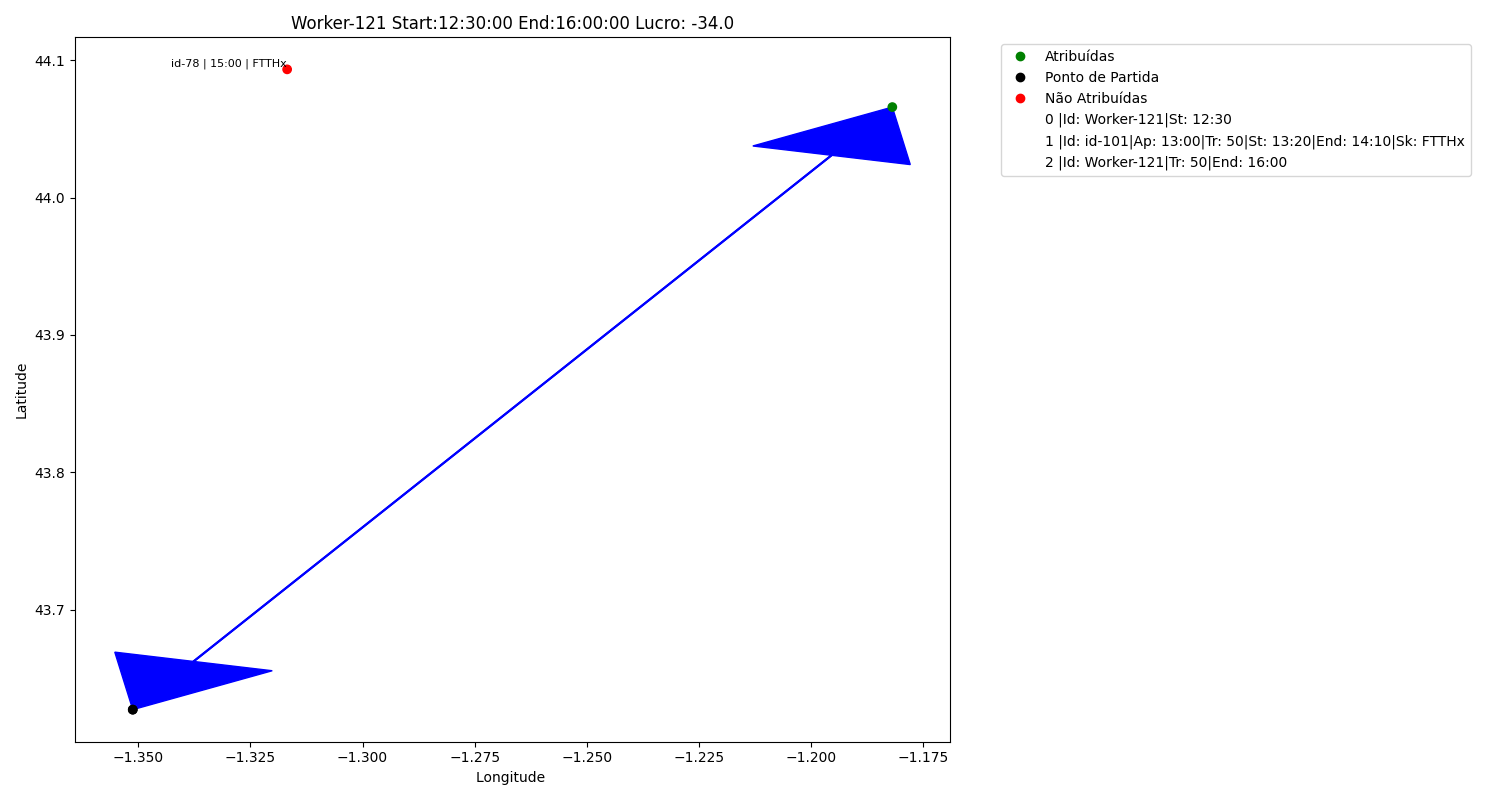 Worker-121 Start:12:30:00 End:16:00:00 Lucro: -34.0
44.1
44.0
43.9
43.8
43.7
Latitude
id-78 | 15:00 | FTTHx
−1.350
−1.325
−1.300
−1.275
−1.250
−1.225
−1.200
−1.175
Longitude
Atribuídas
Ponto de Partida
Não Atribuídas
0 |Id: Worker-121|St: 12:30
1 |Id: id-101|Ap: 13:00|Tr: 50|St: 13:20|End: 14:10|Sk: FTTHx
2 |Id: Worker-121|Tr: 50|End: 16:00